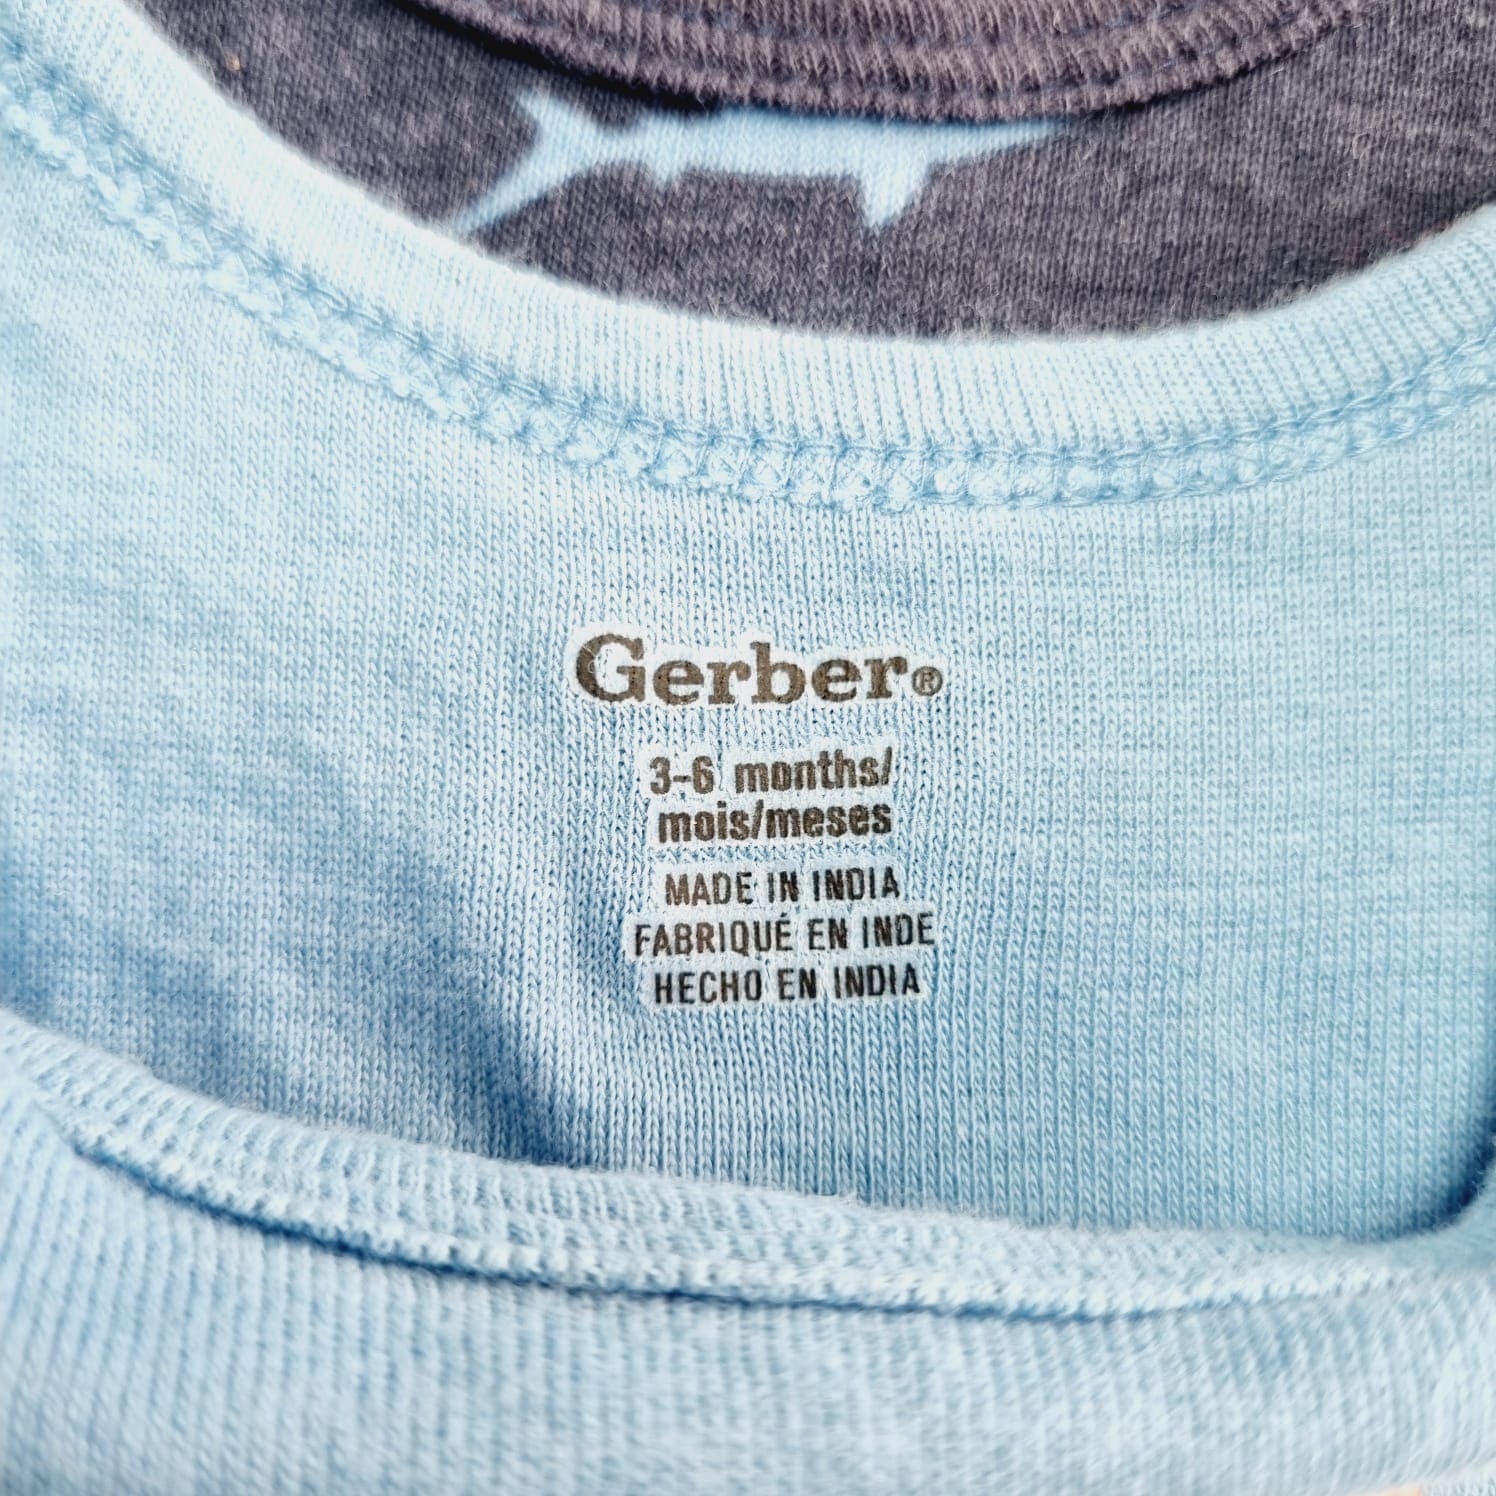 Gerber®
3-6 months/
mois/meses
MADE IN INDIA
FABRIQUÉ EN INDE
HECHO EN INDIA